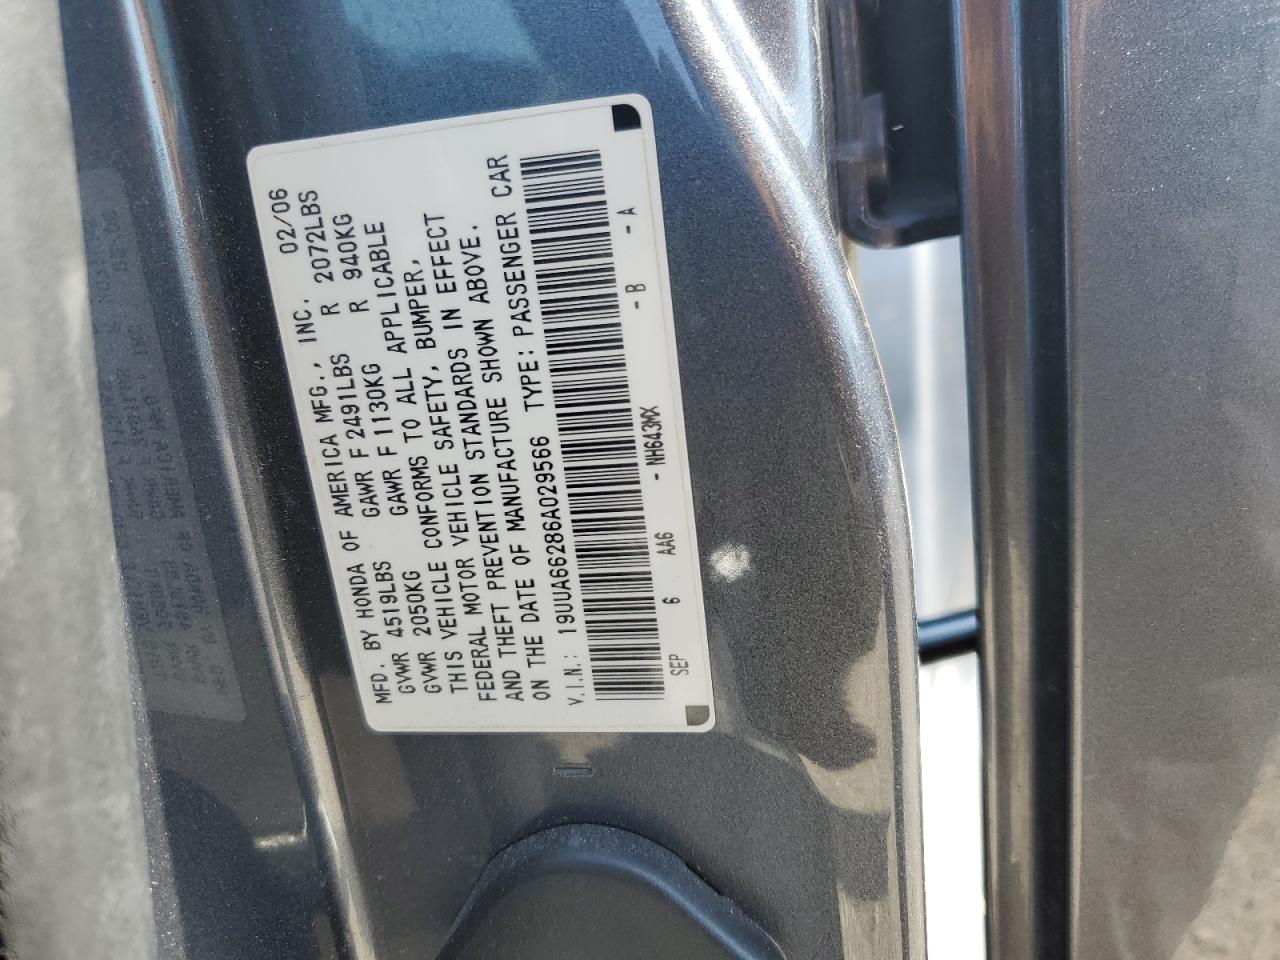 MFD. BY HONDA OF AMERICA MFG., INC. 02/06
GVWR 4519LBS GAWR F 2491LBS R 2072LBS
GVWR 2050KG GAWR F 1130KG R 940KG
THIS VEHICLE CONFORMS TO ALL APPLICABLE
FEDERAL MOTOR VEHICLE SAFETY, BUMPER,
AND THEFT PREVENTION STANDARDS IN EFFECT
ON THE DATE OF MANUFACTURE SHOWN ABOVE.
V.I.N.: 19UUA66286A029566 TYPE: PASSENGER CAR
SEP 6 AA6 - NH643MX - B - A